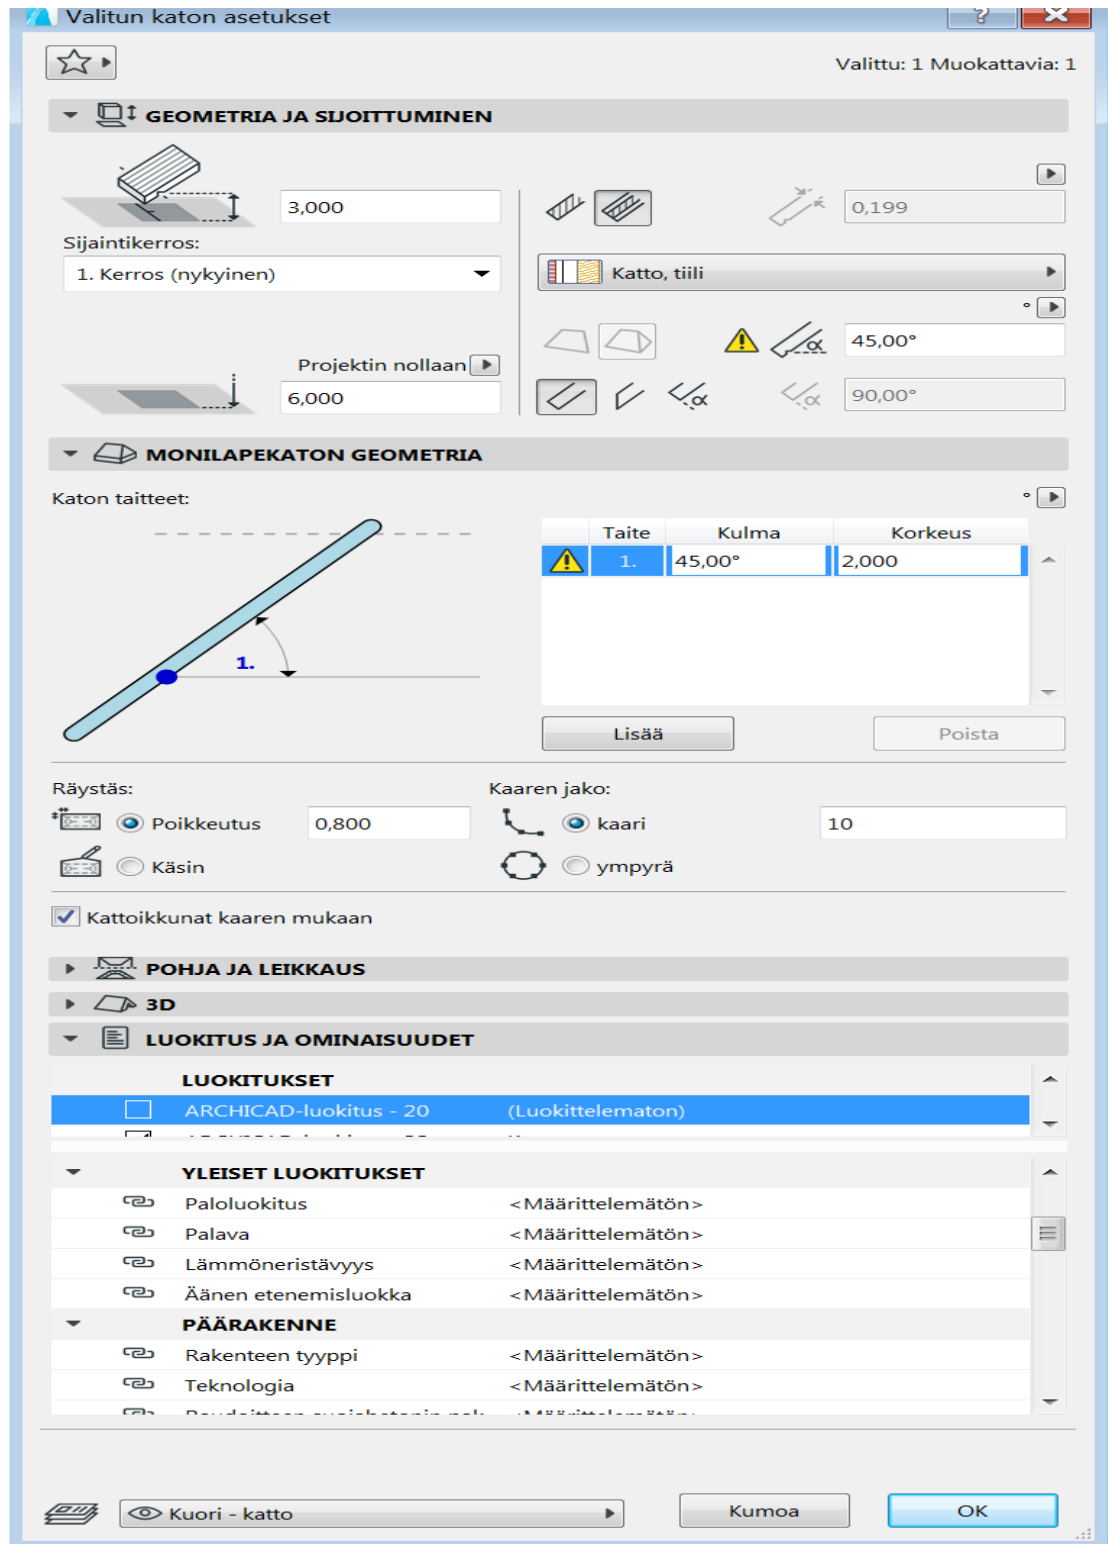 Valitun katon asetukset
?
Valittu: 1 Muokattavia: 1
GEOMETRIA JA SIJOITTUMINEN
3,000
0,199
Sijaintikerros:
1. Kerros (nykyinen)
Katto, tiili
°
α
45,00°
Projektin nollaan
6,000
α
α
90,00°
MONILAPEKATON GEOMETRIA
Katon taitteet:
°
Taite Kulma Korkeus
1. 45,00° 2,000
1.
Lisää Poista
Räystäs: Kaaren jako:
Poikkeutus 0,800 kaari 10
Käsin ympyrä
Kattoikkunat kaaren mukaan
POHJA JA LEIKKAUS
3D
LUOKITUS JA OMINAISUUDET
LUOKITUKSET
ARCHICAD-luokitus - 20 (Luokittelematon)
YLEISET LUOKITUKSET
Paloluokitus <Määrittelemätön>
Palava <Määrittelemätön>
Lämmöneristävyys <Määrittelemätön>
Äänen etenemisluokka <Määrittelemätön>
PÄÄRAKENNE
Rakenteen tyyppi <Määrittelemätön>
Teknologia <Määrittelemätön>
Kuori - katto
Kumoa OK